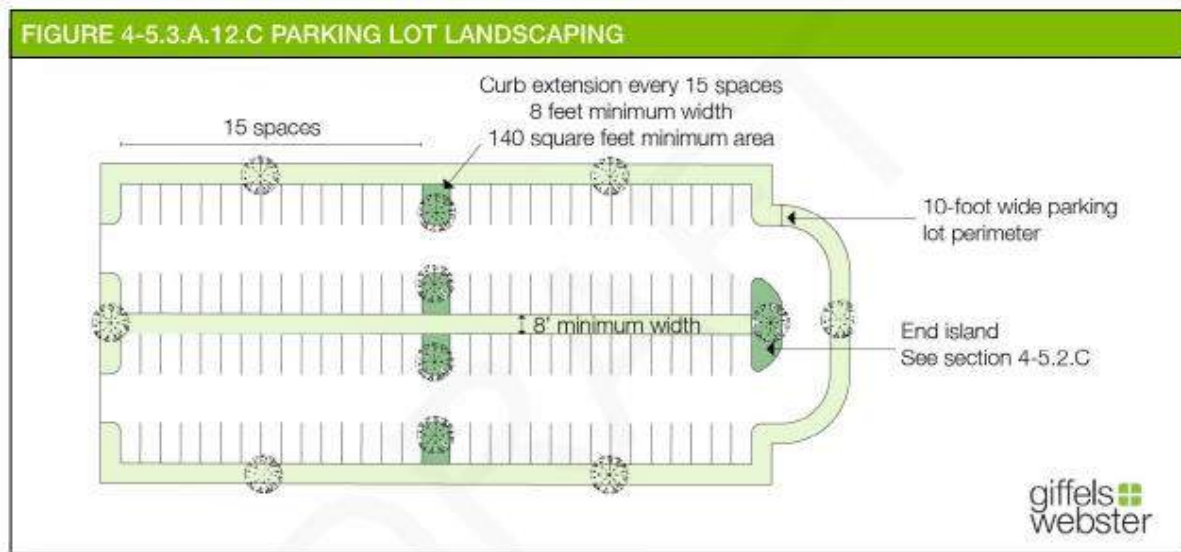 FIGURE 4-5.3.A.12.C PARKING LOT LANDSCAPING
Curb extension every 15 spaces
8 feet minimum width
140 square feet minimum area
15 spaces
10-foot wide parking
lot perimeter
8' minimum width
End island
See section 4-5.2.C
DRAFT
giffels
webster